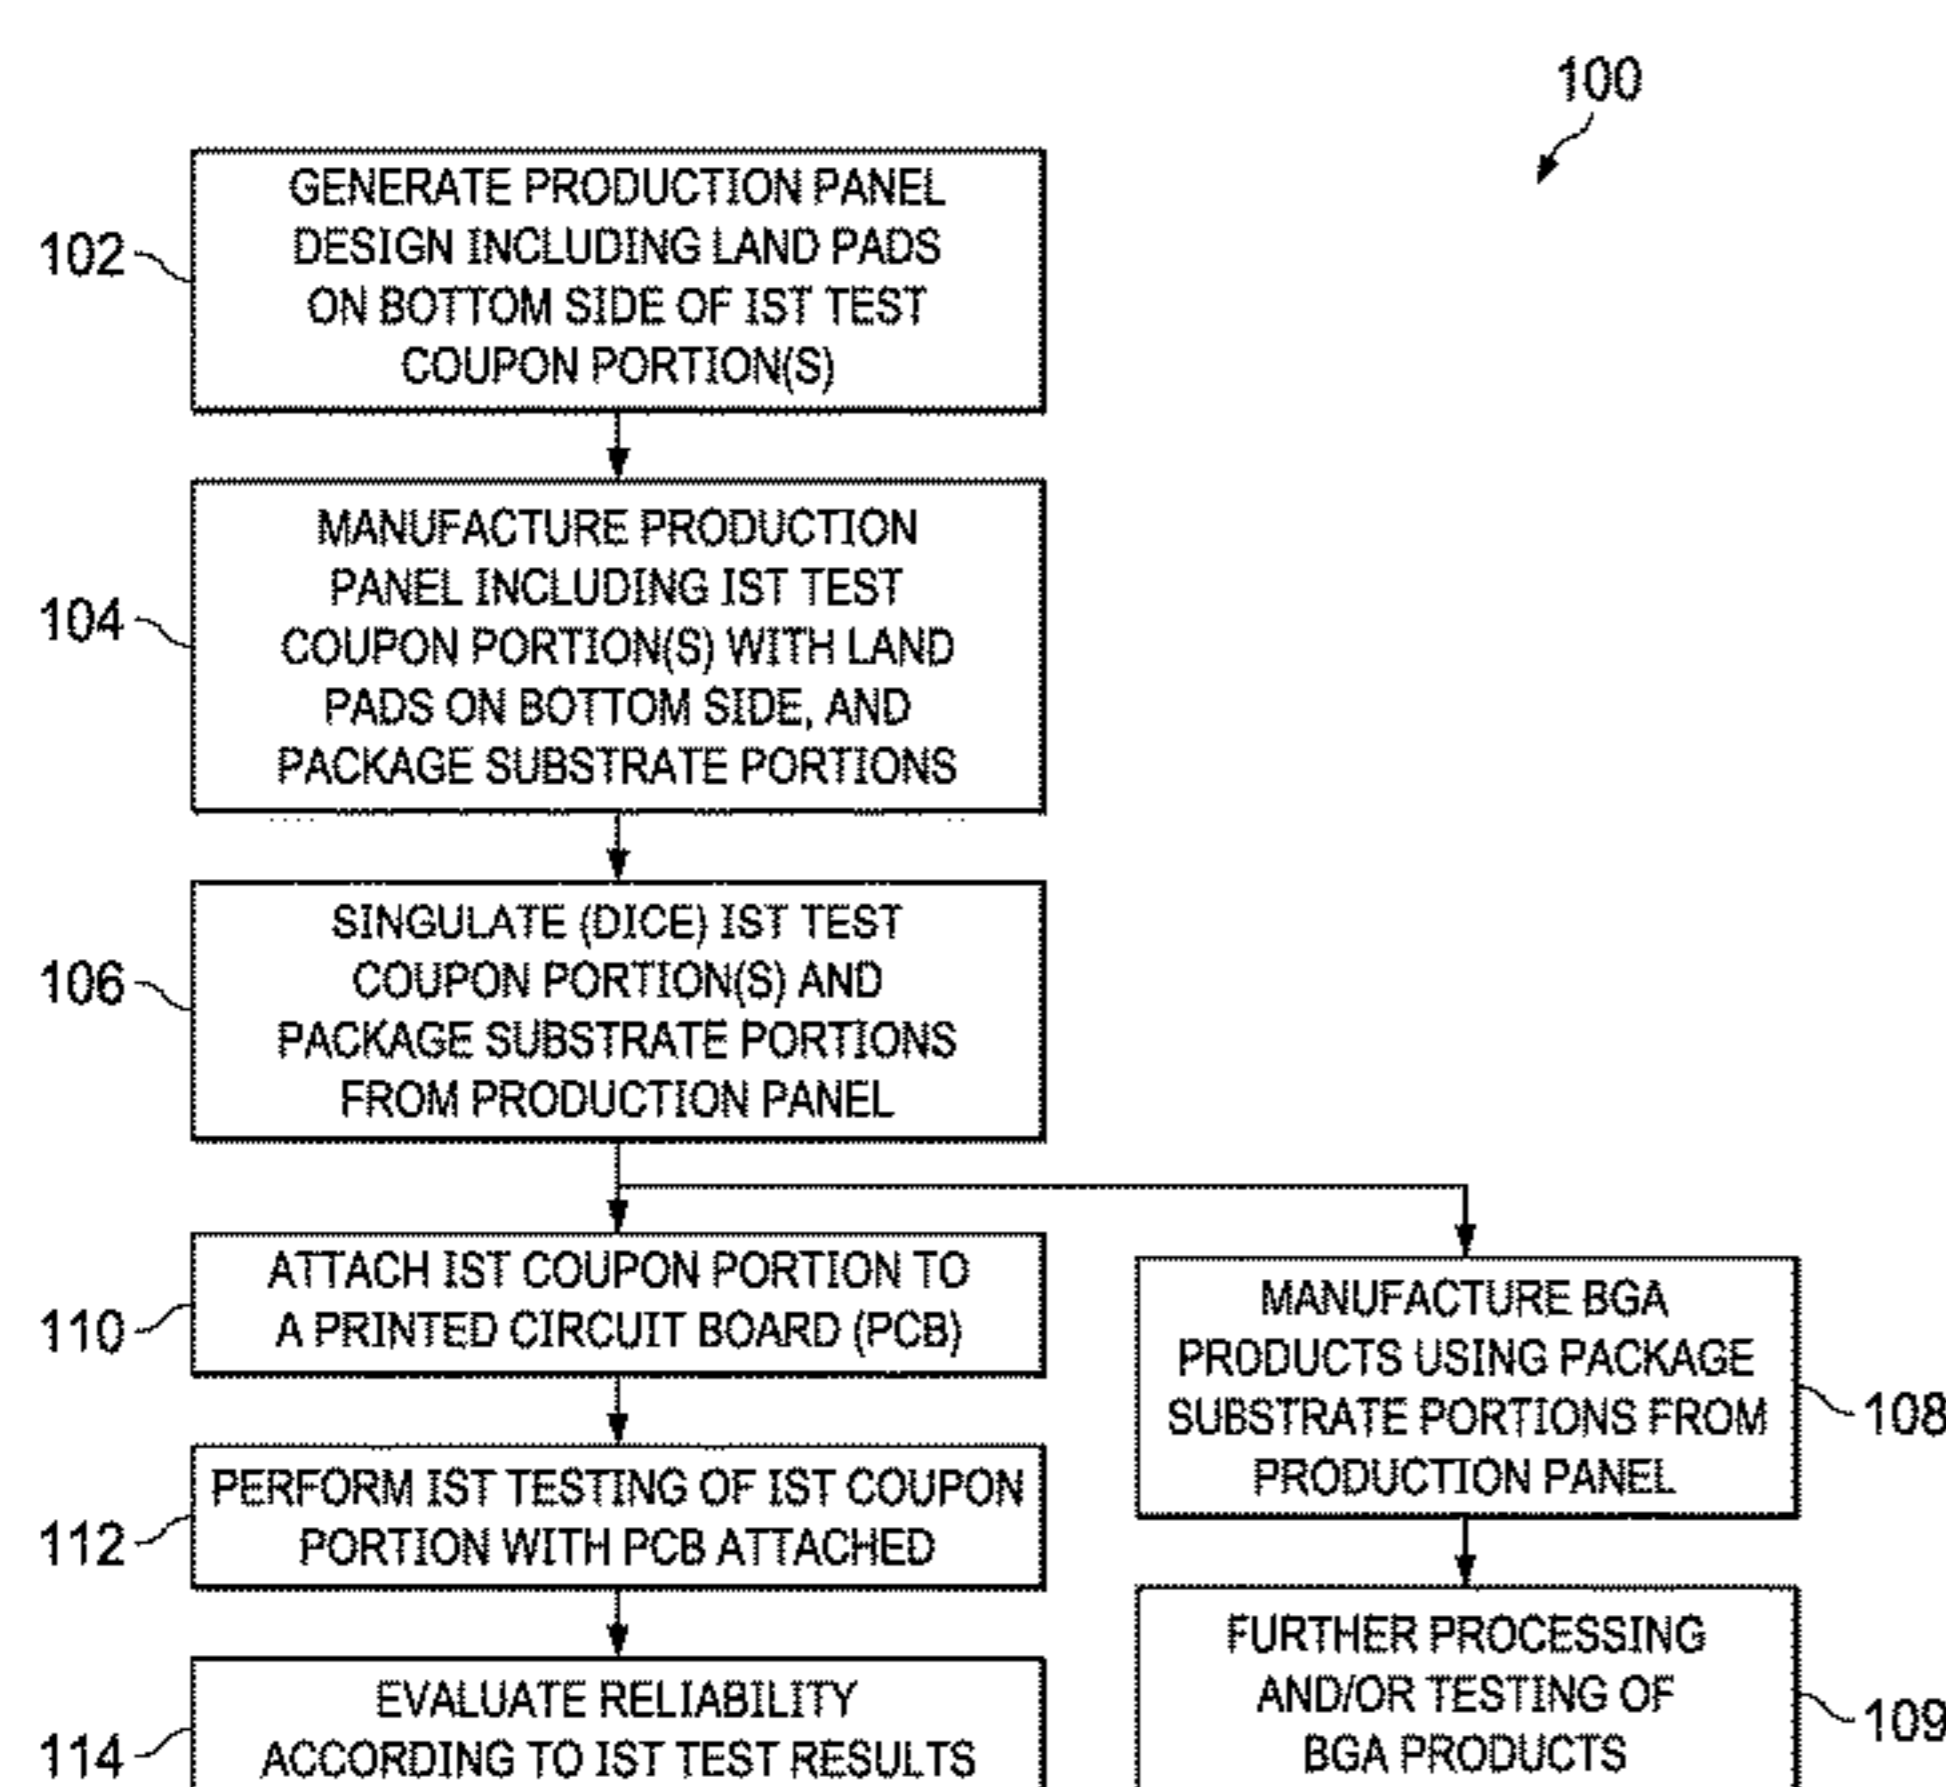 100
102
GENERATE PRODUCTION PANEL
DESIGN INCLUDING LAND PADS
ON BOTTOM SIDE OF IST TEST
COUPON PORTION(S)
104
MANUFACTURE PRODUCTION
PANEL INCLUDING IST TEST
COUPON PORTION(S) WITH LAND
PADS ON BOTTOM SIDE, AND
PACKAGE SUBSTRATE PORTIONS
106
SINGULATE (DICE) IST TEST
COUPON PORTION(S) AND
PACKAGE SUBSTRATE PORTIONS
FROM PRODUCTION PANEL
110
ATTACH IST COUPON PORTION TO
A PRINTED CIRCUIT BOARD (PCB)
112
PERFORM IST TESTING OF IST COUPON
PORTION WITH PCB ATTACHED
114
EVALUATE RELIABILITY
ACCORDING TO IST TEST RESULTS
MANUFACTURE BGA
PRODUCTS USING PACKAGE
SUBSTRATE PORTIONS FROM
PRODUCTION PANEL
108
FURTHER PROCESSING
AND/OR TESTING OF
BGA PRODUCTS
109